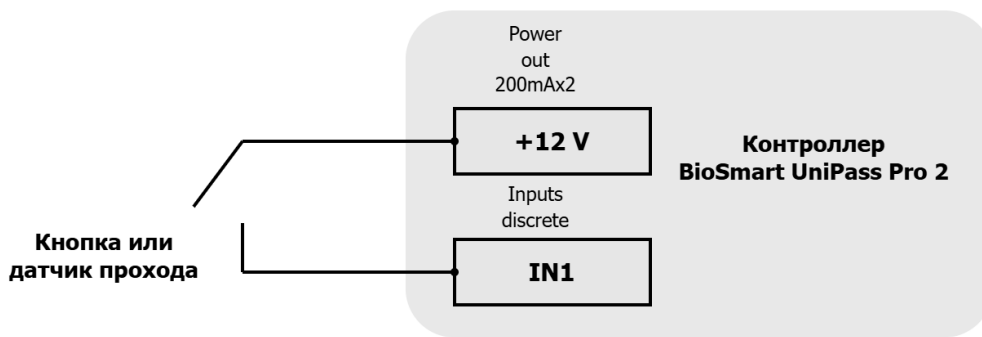 Power
out
200mAx2
+12 V
Контроллер
BioSmart UniPass Pro 2
Inputs
discrete
Кнопка или
датчик прохода
IN1